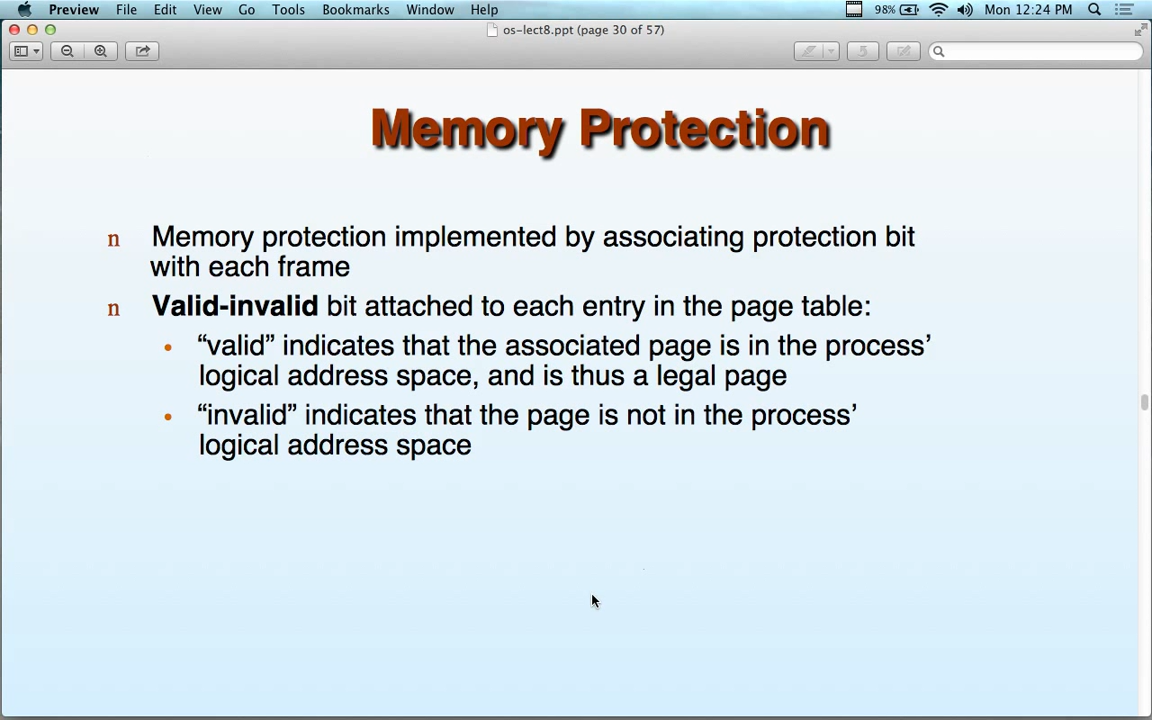 Preview File Edit View Go Tools Bookmarks Window Help 98% Mon 12:24 PM
os-lect8.ppt (page 30 of 57)
Memory Protection
n Memory protection implemented by associating protection bit
with each frame
n Valid-invalid bit attached to each entry in the page table:
• “valid” indicates that the associated page is in the process’
logical address space, and is thus a legal page
• “invalid” indicates that the page is not in the process’
logical address space